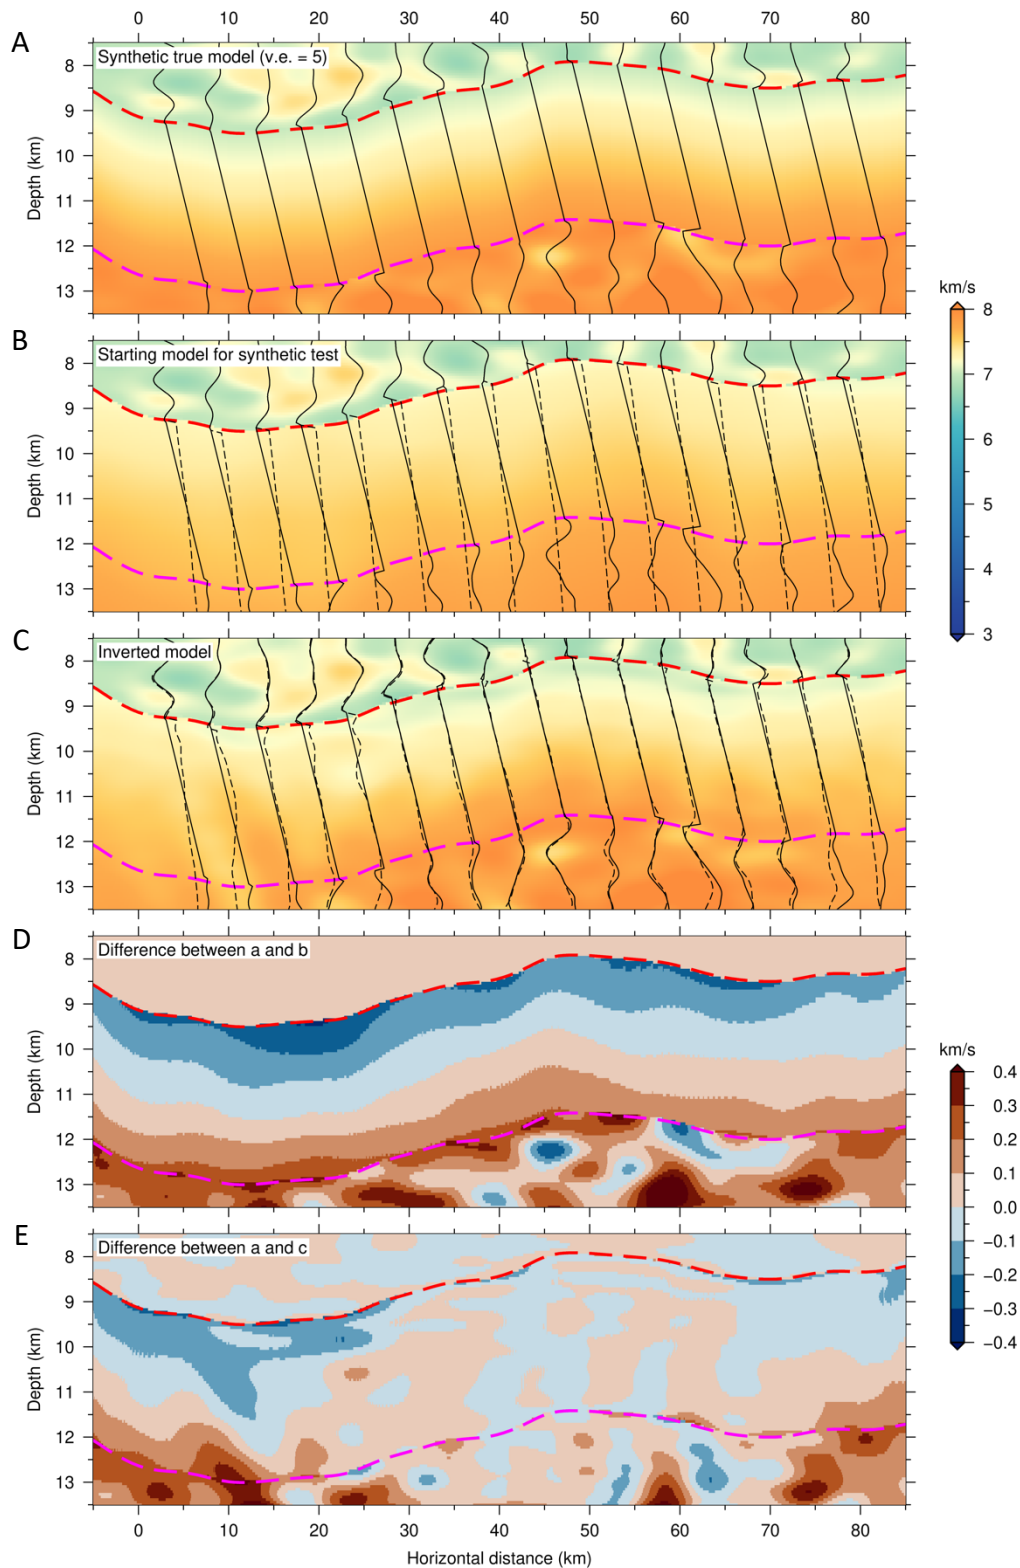 0 10 20 30 40 50 60 70 80
A
Synthetic true model (v.e. = 5)
8
9
10
11
12
13
Depth (km)
B
Starting model for synthetic test
8
9
10
11
12
13
Depth (km)
km/s
8
7
6
5
4
3
C
Inverted model
8
9
10
11
12
13
Depth (km)
D
Difference between a and b
8
9
10
11
12
13
Depth (km)
km/s
0.4
0.3
0.2
0.1
0.0
−0.1
−0.2
−0.3
−0.4
E
Difference between a and c
8
9
10
11
12
13
Depth (km)
0 10 20 30 40 50 60 70 80
Horizontal distance (km)